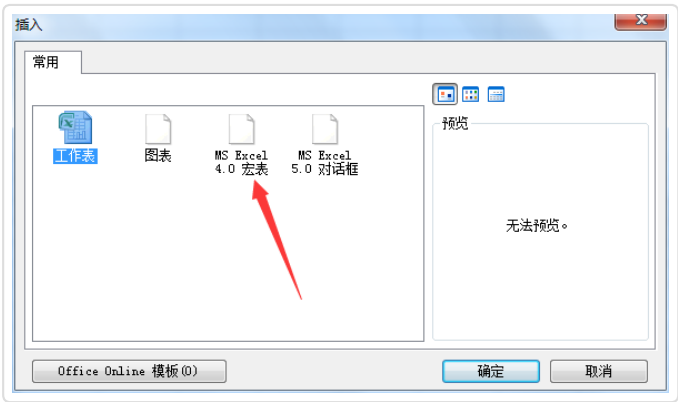 插入
常用
工作表
图表
MS Excel
4.0 宏表
MS Excel
5.0 对话框
预览
无法预览。
Office Online 模板(O)
确定
取消